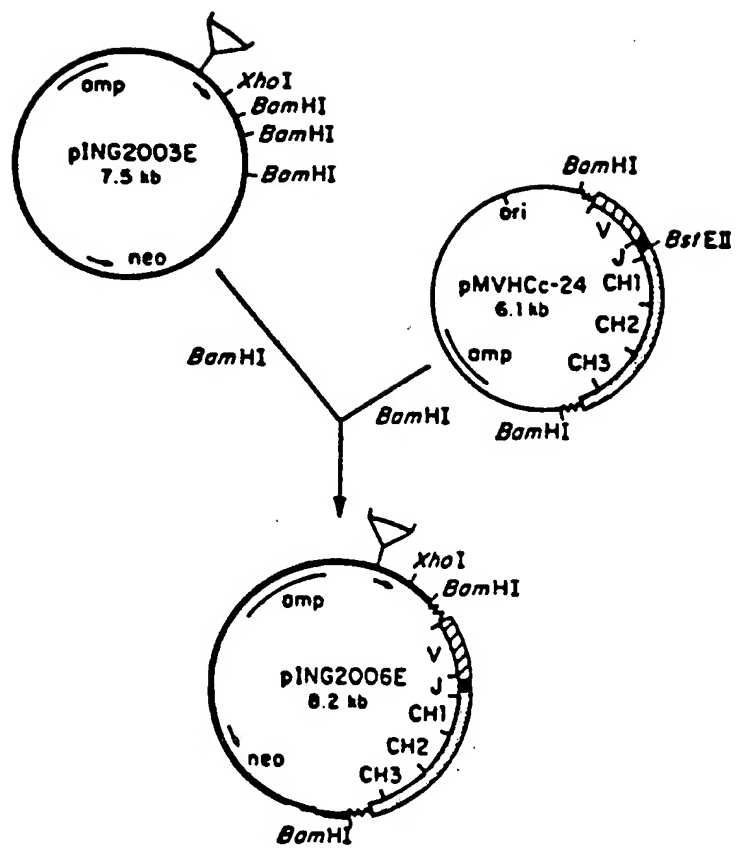 amp
XhoI
BamHI
BamHI
BamHI
pING2003E
7.5 kb
neo
BamHI
ori
V
J
BstEII
pMVHCc-24
6.1 kb
CH1
CH2
CH3
amp
BamHI
BamHI
BamHI
XhoI
BamHI
amp
V
J
pING2006E
8.2 kb
CH1
CH2
CH3
neo
BamHI